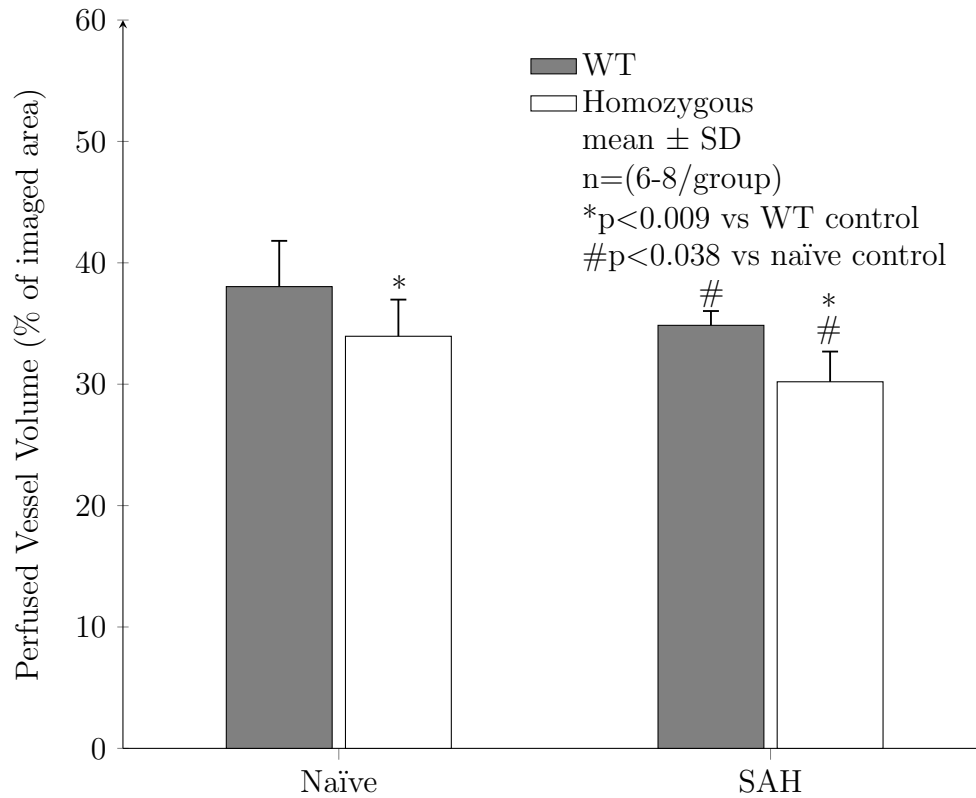 Perfused Vessel Volume (% of imaged area)
60
50
40
30
20
10
0
WT
Homozygous
mean ± SD
n=(6-8/group)
*p<0.009 vs WT control
#p<0.038 vs naïve control
*
#
*
#
Naïve
SAH